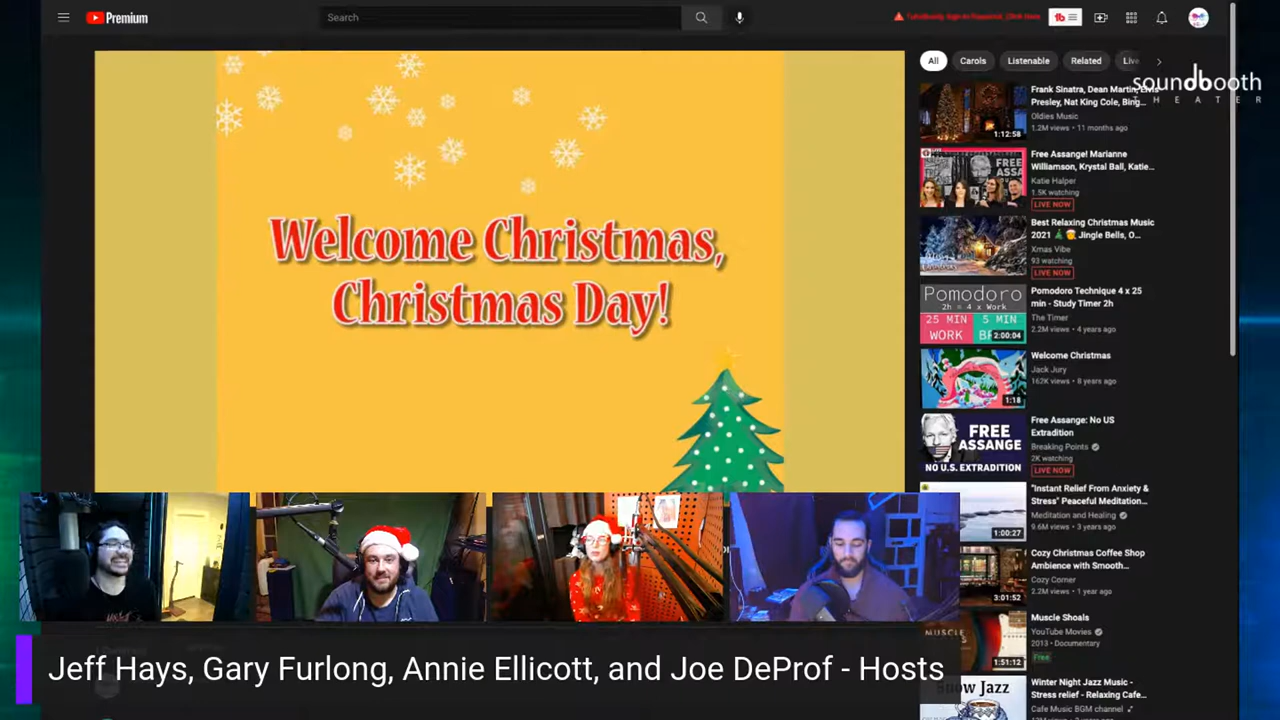 Premium
Search
All
Carols
Listenable
Related
Live
soundbooth
THEATER
Welcome Christmas,
Christmas Day!
Frank Sinatra, Dean Martin, Elvis
Presley, Nat King Cole, Bing...
Oldies Music
1.2M views • 11 months ago
1:12:58
Free Assange! Marianne
Williamson, Krystal Ball, Katie...
Katie Halper
1.5K watching
LIVE NOW
Best Relaxing Christmas Music
2021 🎄 🎅 Jingle Bells, O...
Xmas Vibe
93 watching
LIVE NOW
Pomodoro
2h = 4 x Work
25 MIN
WORK
5 MIN
2:00:04
Pomodoro Technique 4 x 25
min - Study Timer 2h
The Timer
2.2M views • 4 years ago
Welcome Christmas
Jack Jury
162K views • 8 years ago
1:18
FREE
ASSANGE
NO U.S. EXTRADITION
Free Assange: No US
Extradition
Breaking Points
2K watching
LIVE NOW
"Instant Relief From Anxiety &
Stress" Peaceful Meditation...
Meditation and Healing
9.6M views • 3 years ago
1:00:27
Cozy Christmas Coffee Shop
Ambience with Smooth...
Cozy Corner
2.2M views • 1 year ago
3:01:52
Muscle Shoals
YouTube Movies
2013 • Documentary
Free
1:51:12
Winter Night Jazz Music -
Stress relief - Relaxing Cafe...
Cafe Music BGM channel
Snow Jazz
Jeff Hays, Gary Furlong, Annie Ellicott, and Joe DeProf - Hosts